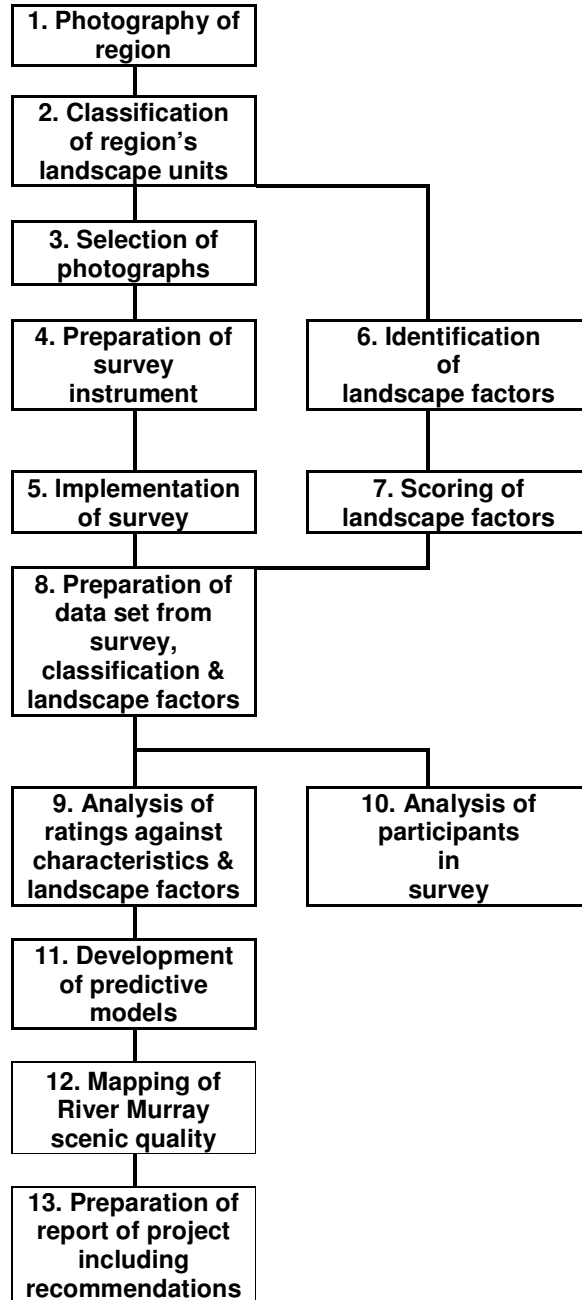 1. Photography of
region
2. Classification
of region's
landscape units
3. Selection of
photographs
4. Preparation of
survey
instrument
5. Implementation
of survey
6. Identification
of
landscape factors
7. Scoring of
landscape factors
8. Preparation of
data set from
survey,
classification &
landscape factors
9. Analysis of
ratings against
characteristics &
landscape factors
10. Analysis of
participants
in
survey
11. Development
of predictive
models
12. Mapping of
River Murray
scenic quality
13. Preparation of
report of project
including
recommendations